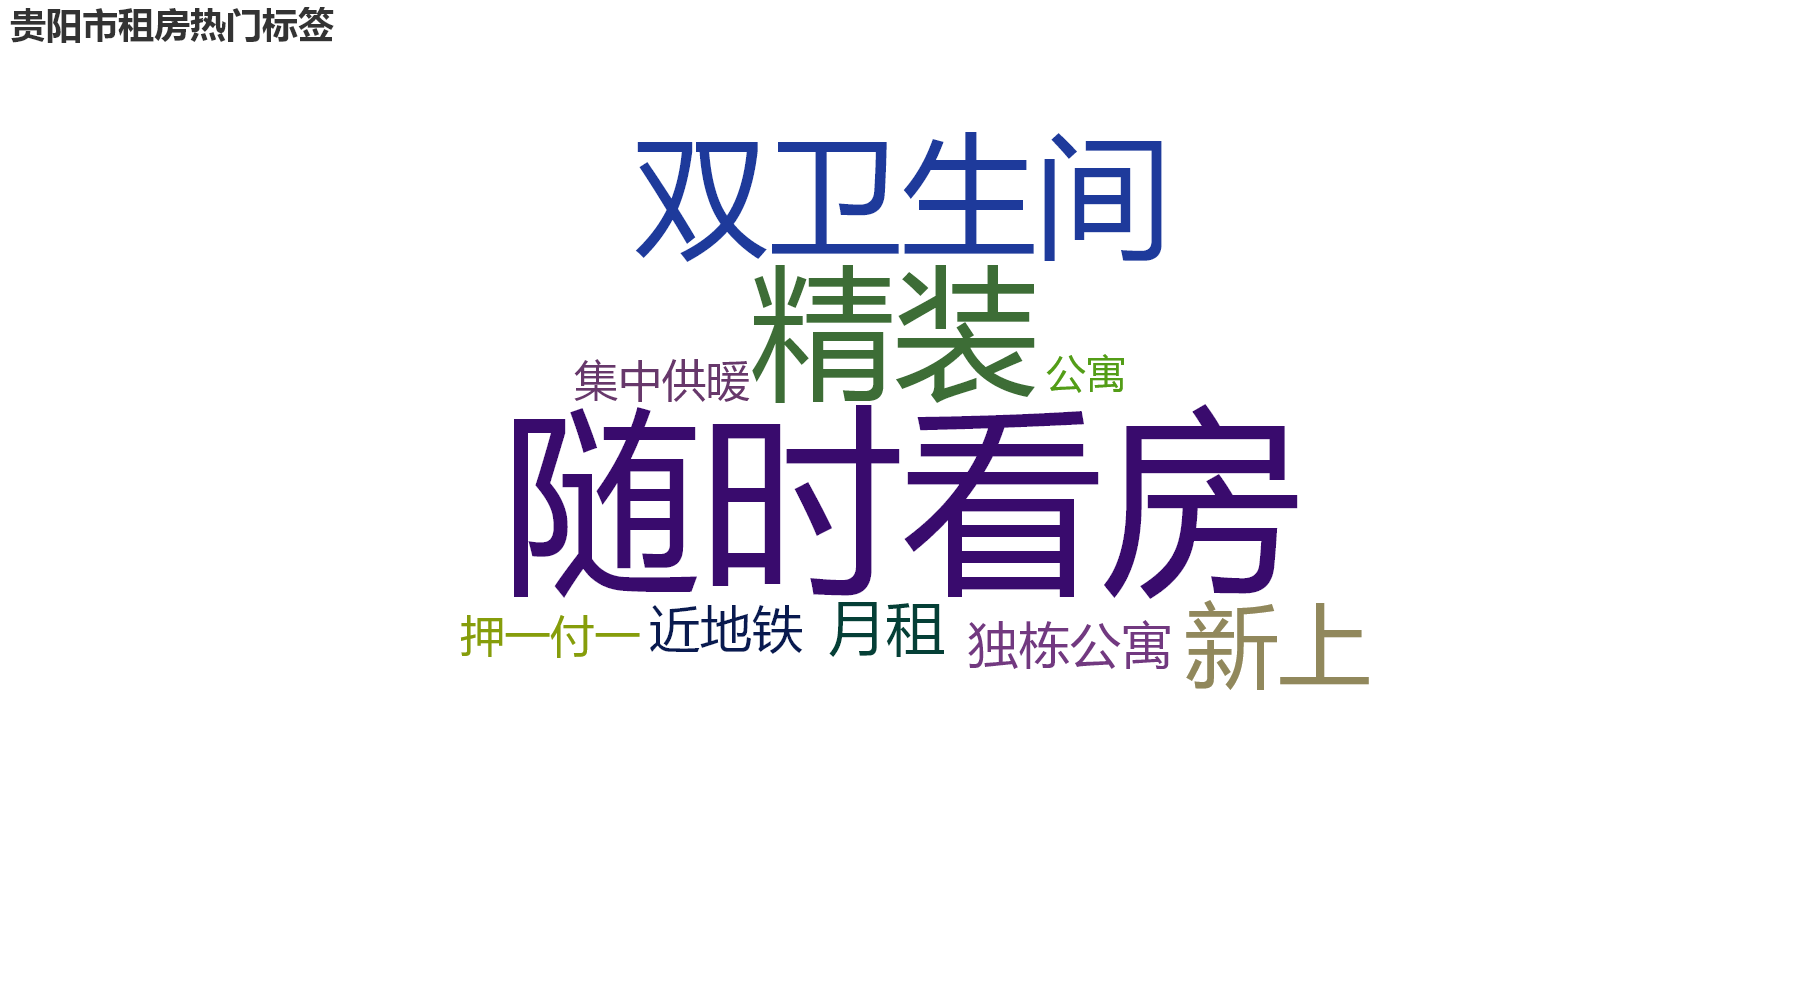 贵阳市租房热门标签
双卫生间
精装
集中供暖
公寓
随时看房
押一付一
近地铁
月租
独栋公寓
新上